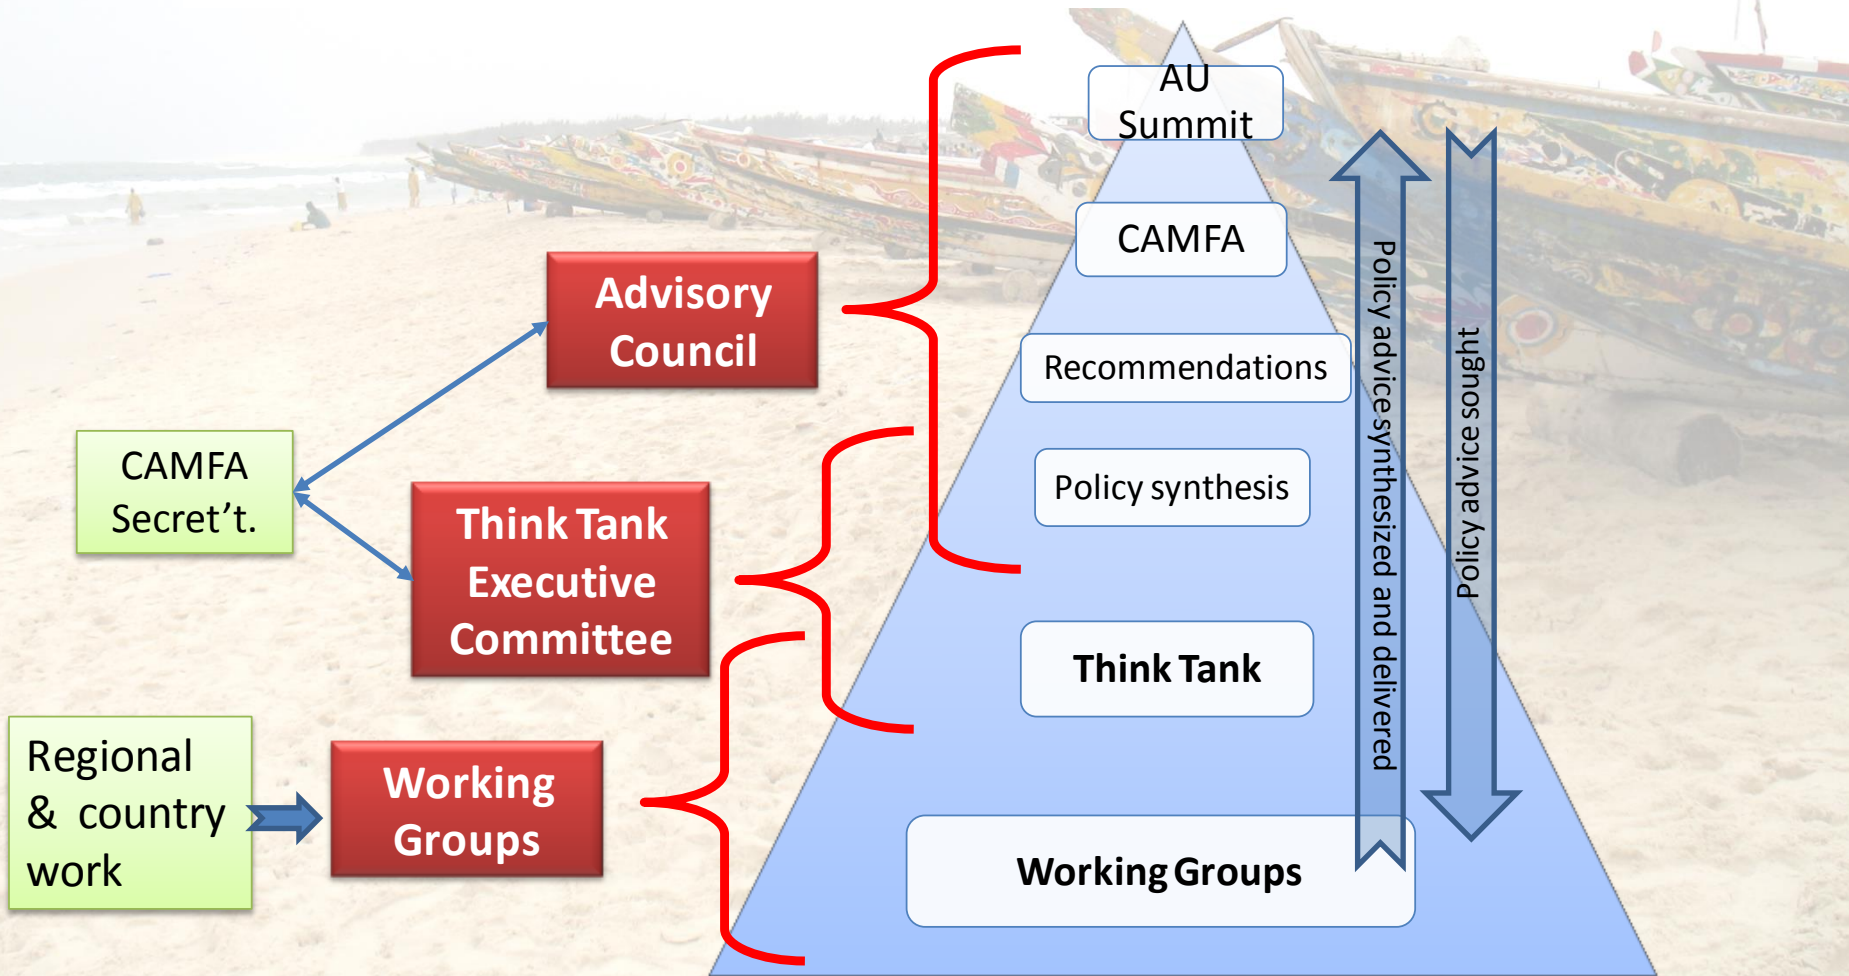 AU
Summit
CAMFA
Recommendations
Policy synthesis
Think Tank
Working Groups
Policy advice synthesized and delivered
Policy advice sought
Advisory
Council
CAMFA
Secret’t.
Think Tank
Executive
Committee
Regional
& country
work
Working
Groups